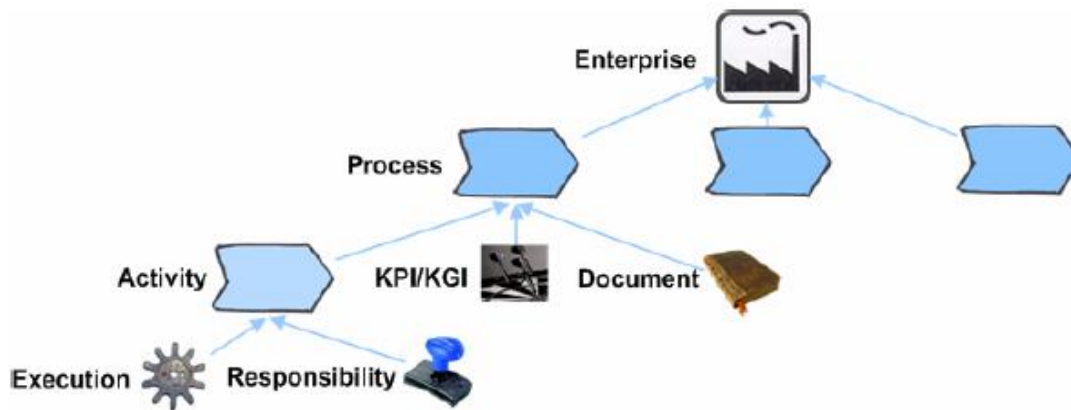 Enterprise
Process
Activity
KPI/KGI
Document
Execution
Responsibility